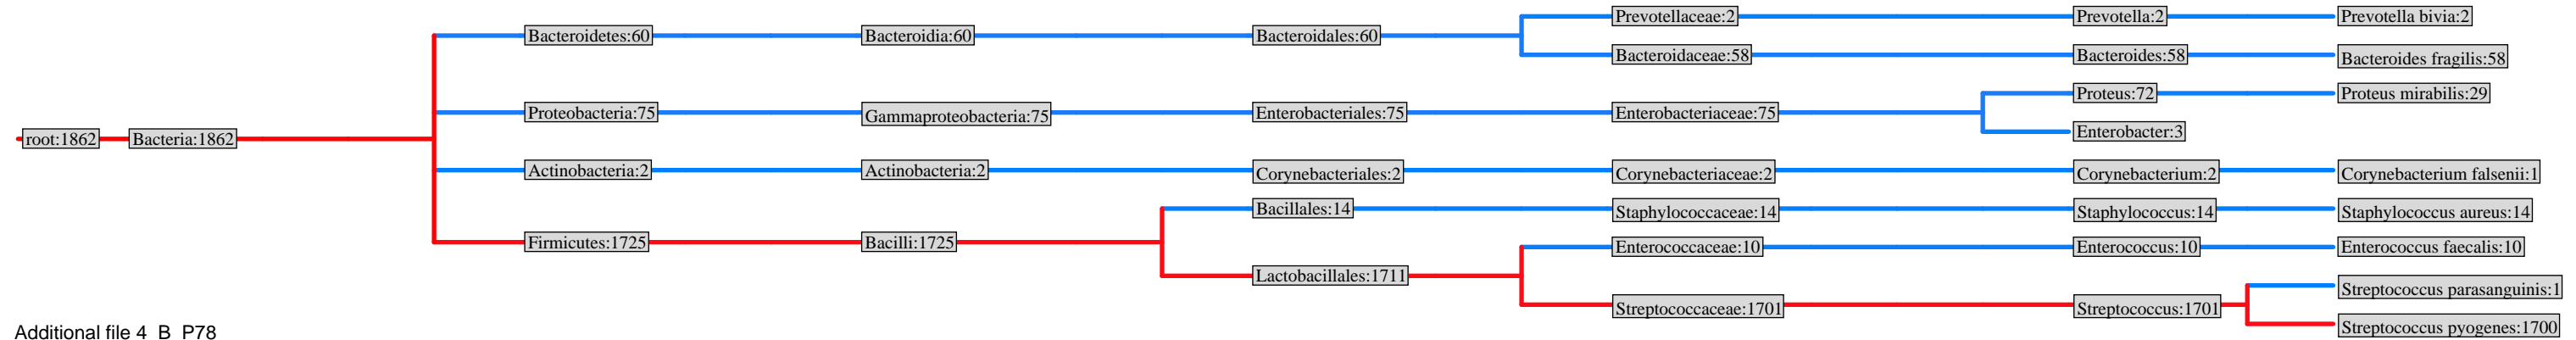 Prevotellaceae:2 Prevotella:2 Prevotella bivia:2
Bacteroidetes:60 Bacteroidia:60 Bacteroidales:60
Bacteroidaceae:58 Bacteroides:58 Bacteroides fragilis:58
Proteus:72 Proteus mirabilis:29
Proteobacteria:75 Gammaproteobacteria:75 Enterobacteriales:75 Enterobacteriaceae:75
Enterobacter:3
root:1862 Bacteria:1862
Actinobacteria:2 Actinobacteria:2 Corynebacteriales:2 Corynebacteriaceae:2 Corynebacterium:2 Corynebacterium falsenii:1
Bacillales:14 Staphylococcaceae:14 Staphylococcus:14 Staphylococcus aureus:14
Firmicutes:1725 Bacilli:1725
Enterococcaceae:10 Enterococcus:10 Enterococcus faecalis:10
Lactobacillales:1711
Streptococcus parasanguinis:1
Streptococcaceae:1701 Streptococcus:1701
Streptococcus pyogenes:1700
Additional file 4 B P78